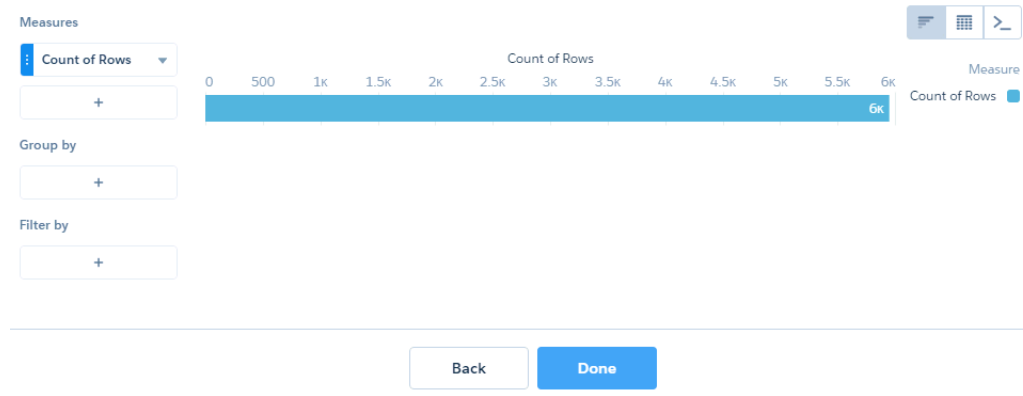 Measures
Count of Rows
+
Group by
+
Filter by
+
Count of Rows
0 500 1K 1.5K 2K 2.5K 3K 3.5K 4K 4.5K 5K 5.5K 6K
6K
Measure
Count of Rows
Back
Done